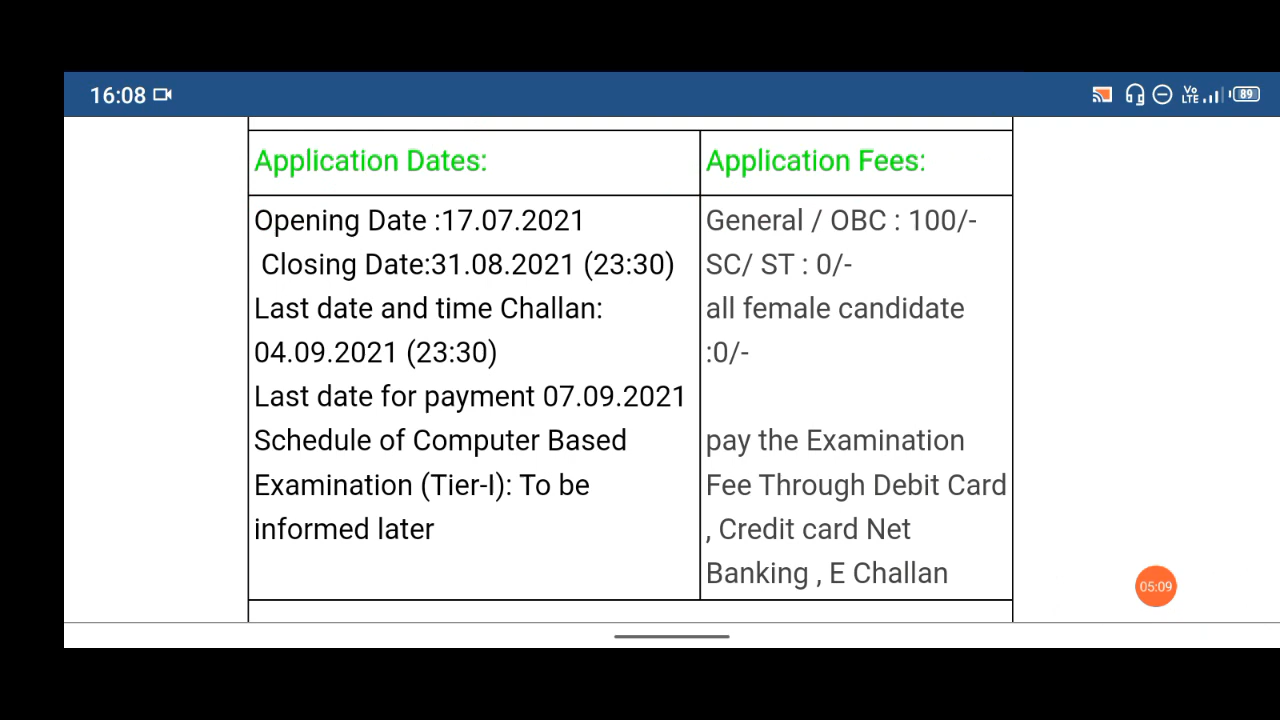 16:08
Vo LTE 89
Application Dates:
Opening Date :17.07.2021
Closing Date:31.08.2021 (23:30)
Last date and time Challan:
04.09.2021 (23:30)
Last date for payment 07.09.2021
Schedule of Computer Based
Examination (Tier-I): To be
informed later
Application Fees:
General / OBC : 100/-
SC/ ST : 0/-
all female candidate
:0/-
pay the Examination
Fee Through Debit Card
, Credit card Net
Banking , E Challan
05:09